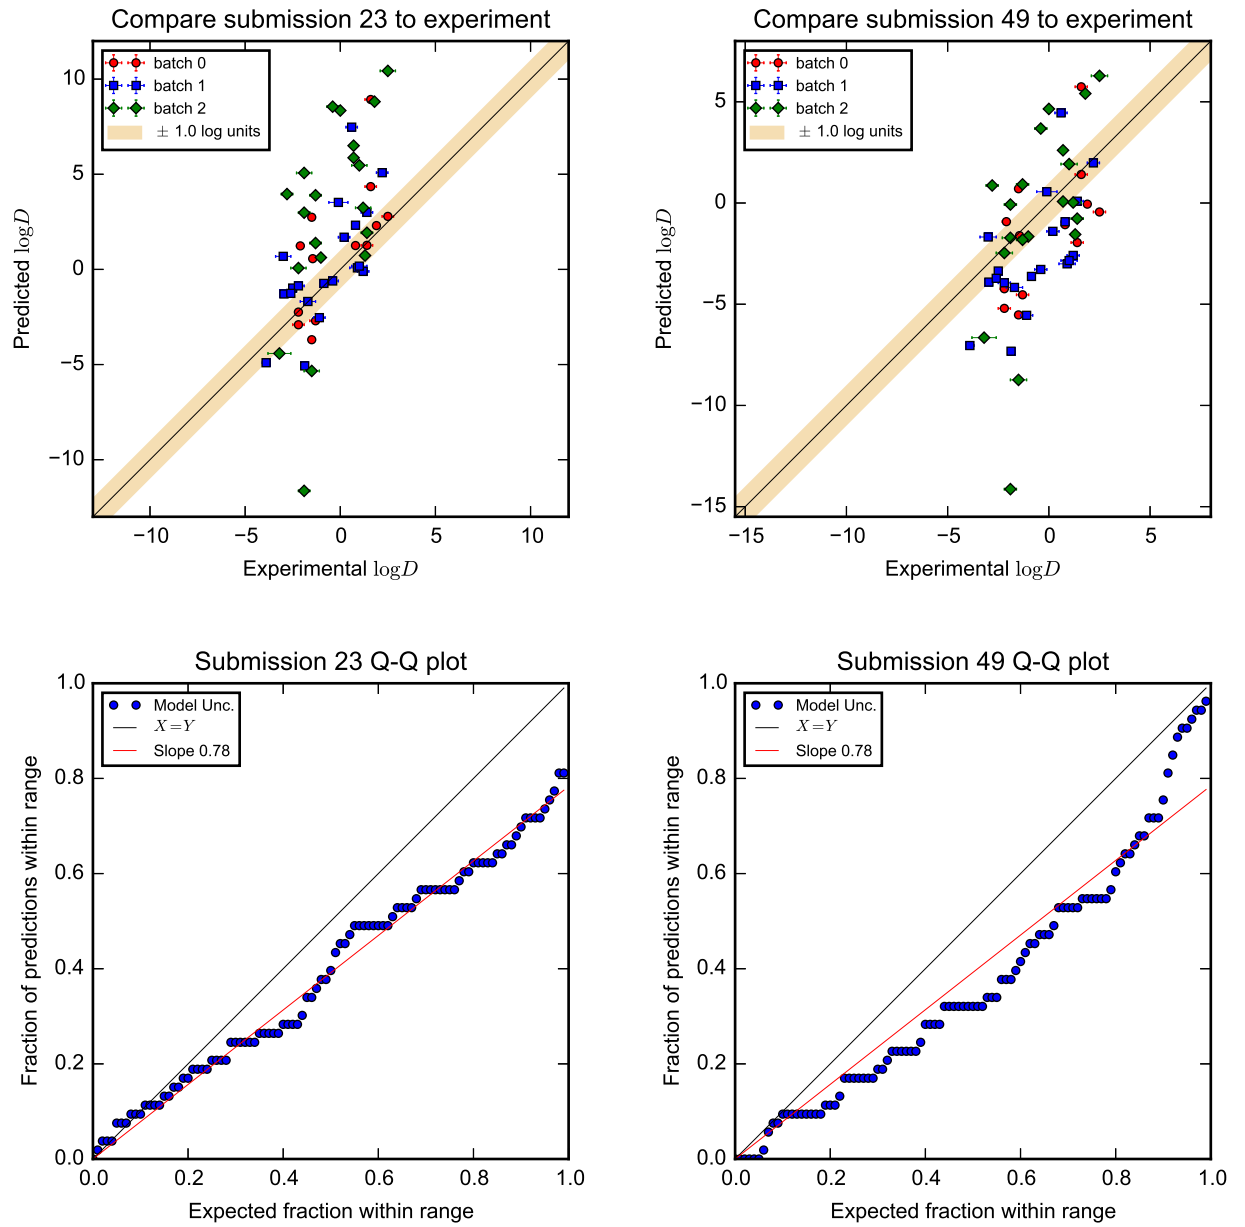 Compare submission 23 to experiment
batch 0
batch 1
batch 2
± 1.0 log units
10
5
0
−5
−10
Predicted logD
−10
−5
0
5
10
Experimental logD
Compare submission 49 to experiment
batch 0
batch 1
batch 2
± 1.0 log units
5
0
−5
−10
−15
Predicted logD
−15
−10
−5
0
5
Experimental logD
Submission 23 Q-Q plot
Model Unc.
X=Y
Slope 0.78
1.0
0.8
0.6
0.4
0.2
0.0
Fraction of predictions within range
0.0
0.2
0.4
0.6
0.8
1.0
Expected fraction within range
Submission 49 Q-Q plot
Model Unc.
X=Y
Slope 0.78
1.0
0.8
0.6
0.4
0.2
0.0
Fraction of predictions within range
0.0
0.2
0.4
0.6
0.8
1.0
Expected fraction within range